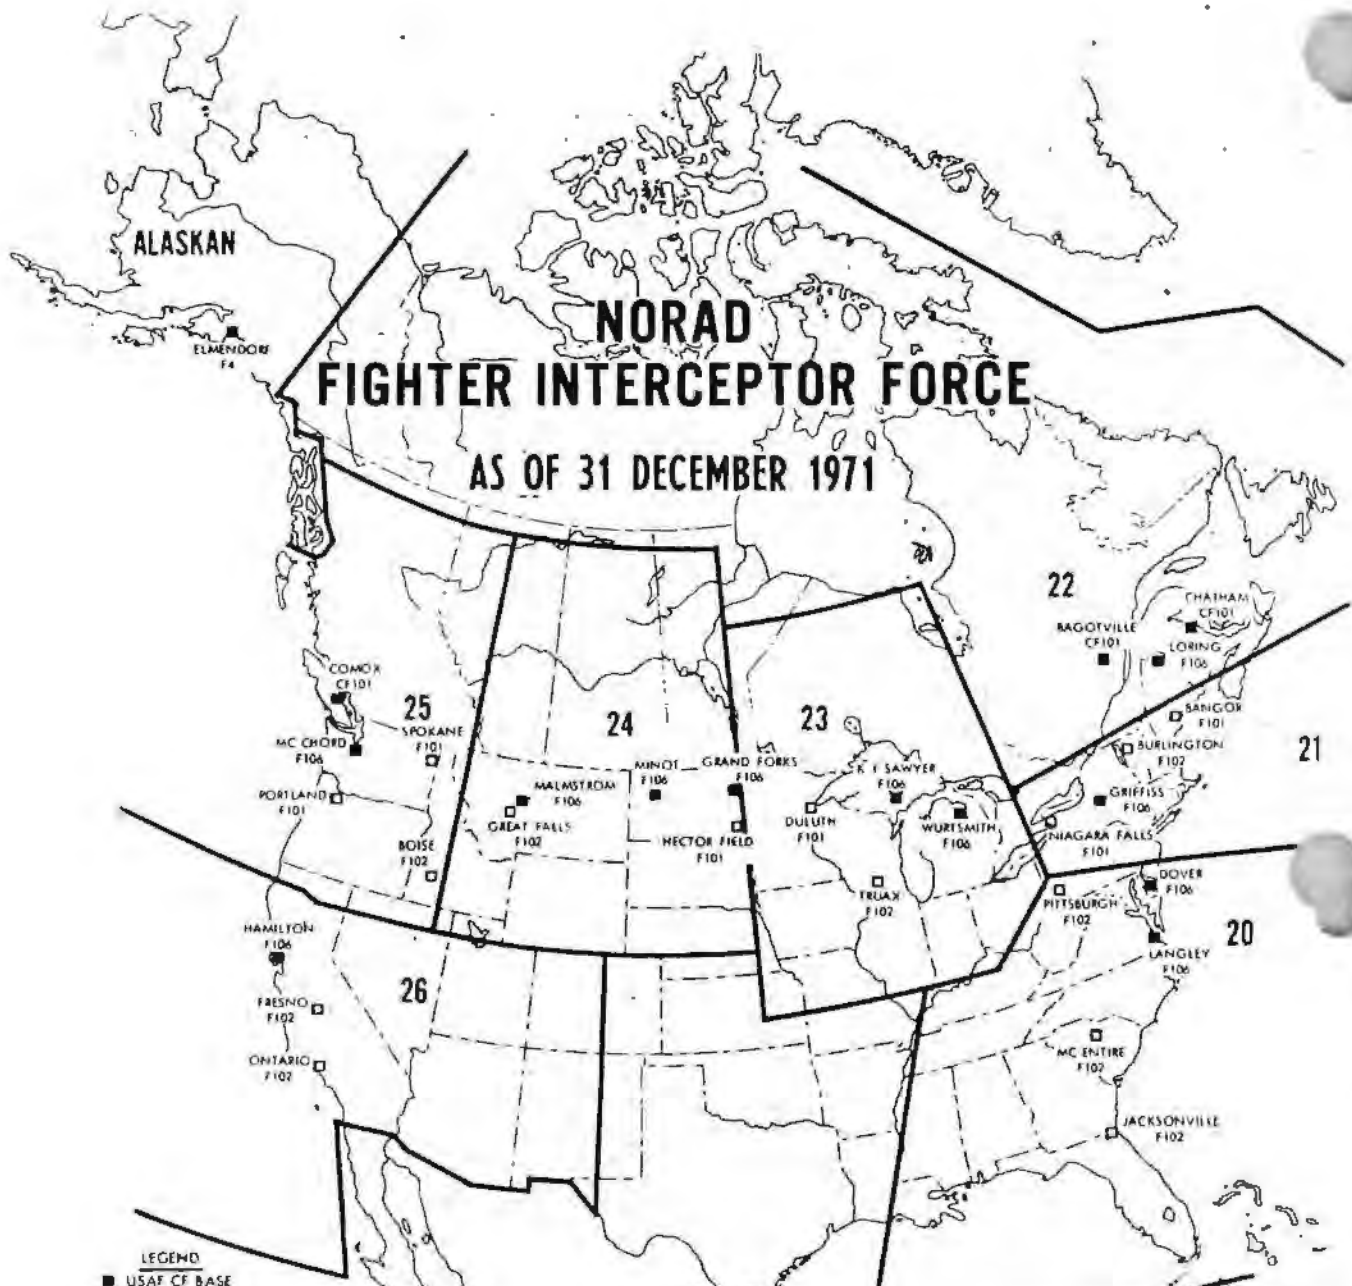 ALASKAN
ELMENDORF
F4
NORAD
FIGHTER INTERCEPTOR FORCE
AS OF 31 DECEMBER 1971
22
CHATHAM
CF101
BAGOTVILLE
CF101
LORING
F106
COMOX
CF101
25
SPOKANE
F101
24
23
BANGOR
F101
BURLINGTON
F102
21
MC CHORD
F106
PORTLAND
F101
BOISE
F102
MALMSTROM
F106
GREAT FALLS
F102
MINOT
F106
GRAND FORKS
F106
HECTOR FIELD
F101
DULUTH
F101
K I SAWYER
F106
WURTSMITH
F106
TRUAX
F102
GRIFFISS
F106
NIAGARA FALLS
F101
DOVER
F106
PITTSBURGH
F102
20
LANGLEY
F106
HAMILTON
F106
26
FRESNO
F102
ONTARIO
F102
MC ENTIRE
F102
JACKSONVILLE
F102
LEGEND
■ USAF CF BASE